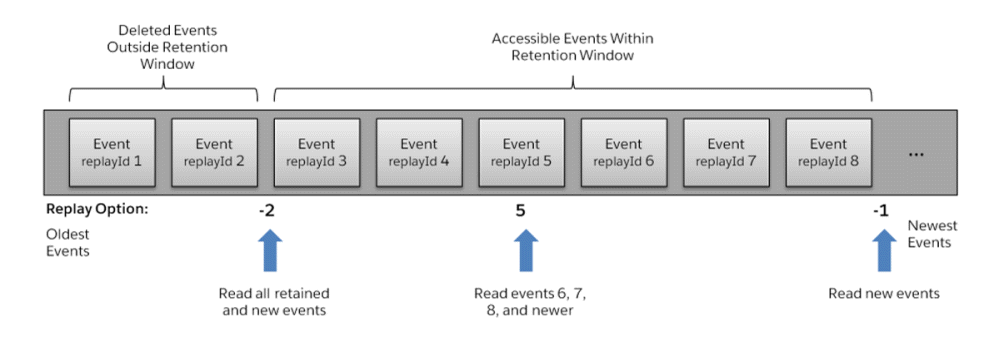 Deleted Events
Outside Retention
Window
Accessible Events Within
Retention Window
Event
replayId 1
Event
replayId 2
Event
replayId 3
Event
replayId 4
Event
replayId 5
Event
replayId 6
Event
replayId 7
Event
replayId 8
...
Replay Option:
-2
5
-1
Oldest
Events
Newest
Events
Read all retained
and new events
Read events 6, 7,
8, and newer
Read new events